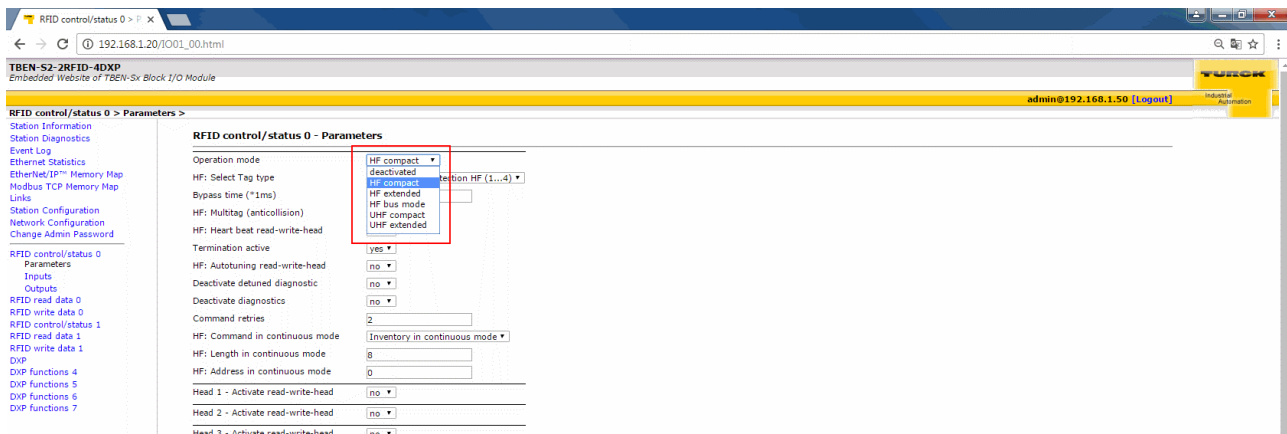 RFID control/status 0 > P
192.168.1.20/IO01_00.html
TBEN-S2-2RFID-4DXP
Embedded Website of TBEN-Sx Block I/O Module
TURCK
Industrial
Automation
admin@192.168.1.50 [Logout]
RFID control/status 0 > Parameters >
Station Information
Station Diagnostics
Event Log
Ethernet Statistics
EtherNet/IP™ Memory Map
Modbus TCP Memory Map
Links
Station Configuration
Network Configuration
Change Admin Password
RFID control/status 0
Parameters
Inputs
Outputs
RFID read data 0
RFID write data 0
RFID control/status 1
RFID read data 1
RFID write data 1
DXP
DXP functions 4
DXP functions 5
DXP functions 6
DXP functions 7
RFID control/status 0 - Parameters
Operation mode HF compact
deactivated
HF compact
HF extended
HF bus mode
UHF compact
UHF extended
HF: Select Tag type HF (1...4)
Bypass time (*1ms)
HF: Multitag (anticollision)
HF: Heart beat read-write-head
Termination active yes
HF: Autotuning read-write-head no
Deactivate detuned diagnostic no
Deactivate diagnostics no
Command retries 2
HF: Command in continuous mode Inventory in continuous mode
HF: Length in continuous mode 8
HF: Address in continuous mode 0
Head 1 - Activate read-write-head no
Head 2 - Activate read-write-head no
Head 3 - Activate read-write-head no